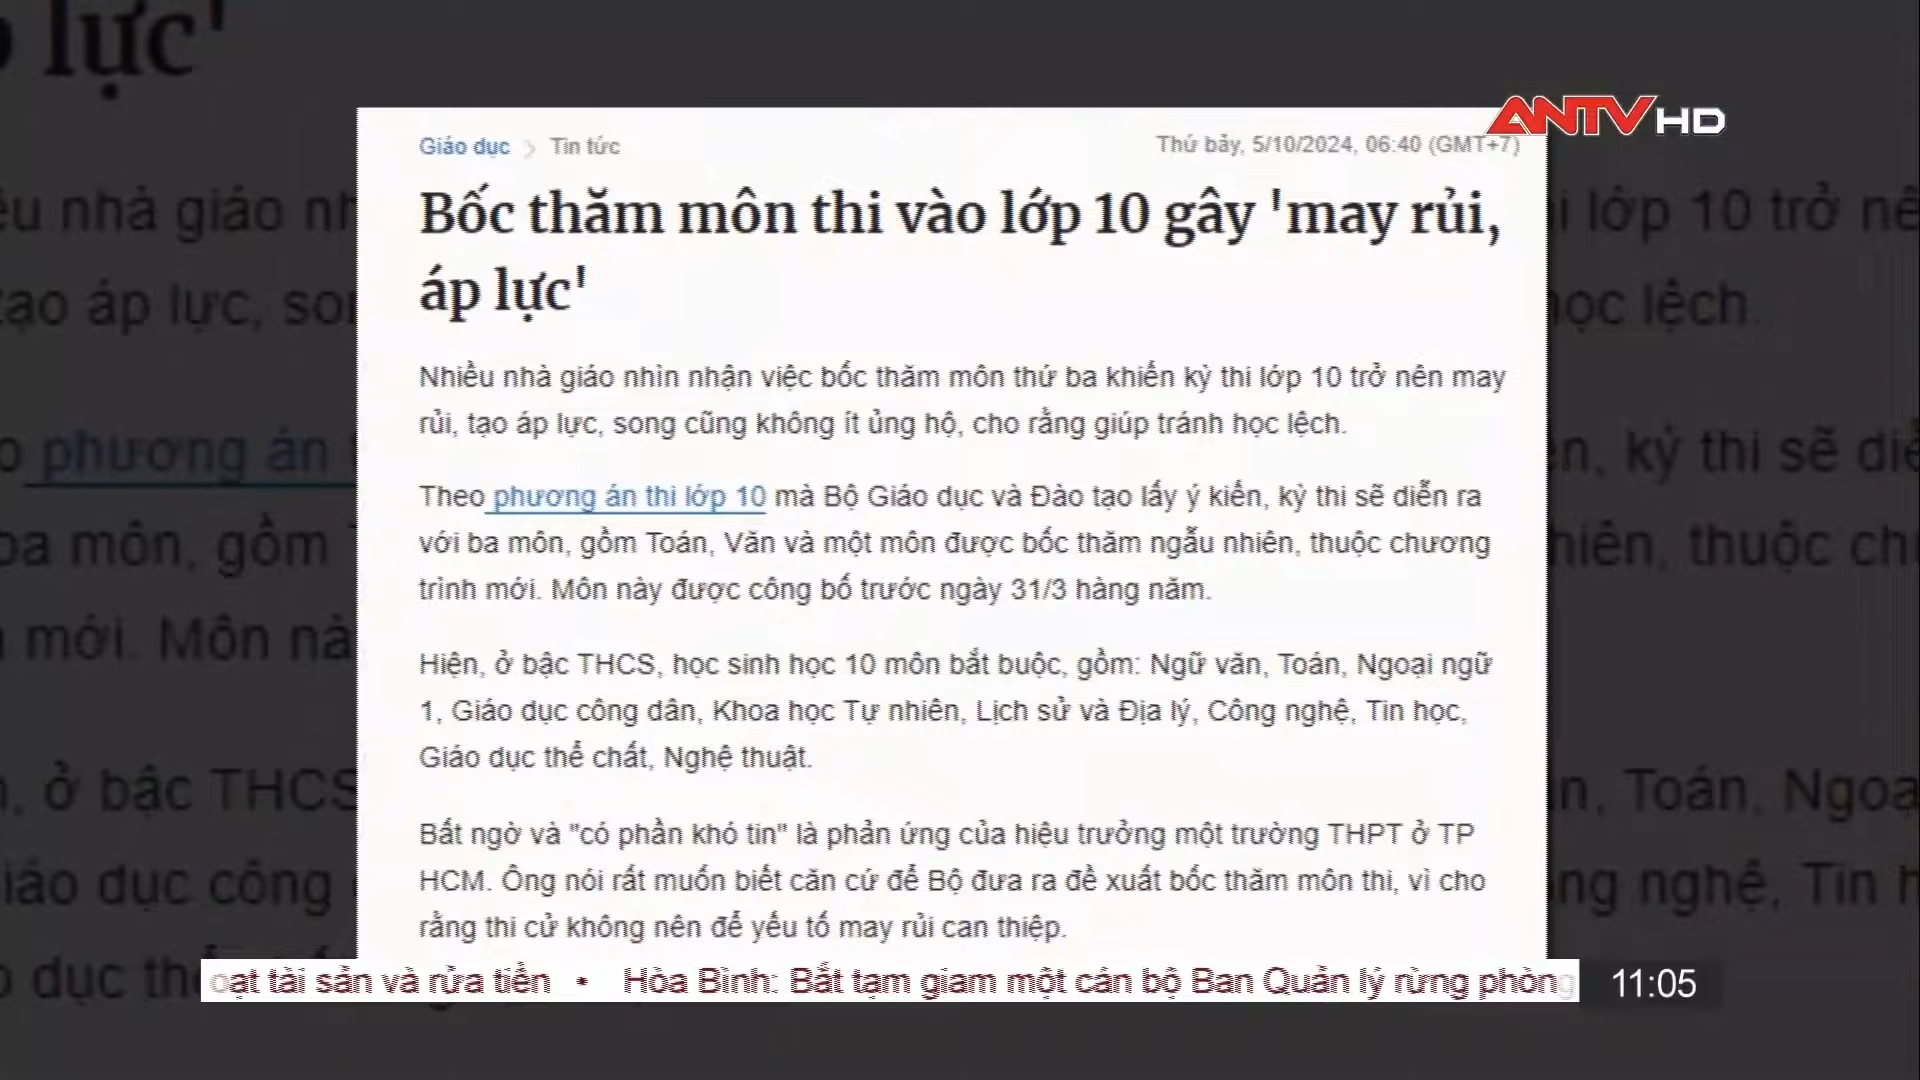 ANTV HD
Giáo dục > Tin tức
Thứ bảy, 5/10/2024, 06:40 (GMT+7)
Bốc thăm môn thi vào lớp 10 gây 'may rủi,
áp lực'
Nhiều nhà giáo nhìn nhận việc bốc thăm môn thứ ba khiến kỳ thi lớp 10 trở nên may
rủi, tạo áp lực, song cũng không ít ủng hộ, cho rằng giúp tránh học lệch.
Theo phương án thi lớp 10 mà Bộ Giáo dục và Đào tạo lấy ý kiến, kỳ thi sẽ diễn ra
với ba môn, gồm Toán, Văn và một môn được bốc thăm ngẫu nhiên, thuộc chương
trình mới. Môn này được công bố trước ngày 31/3 hàng năm.
Hiện, ở bậc THCS, học sinh học 10 môn bắt buộc, gồm: Ngữ văn, Toán, Ngoại ngữ
1, Giáo dục công dân, Khoa học Tự nhiên, Lịch sử và Địa lý, Công nghệ, Tin học,
Giáo dục thể chất, Nghệ thuật.
Bất ngờ và "có phần khó tin" là phản ứng của hiệu trưởng một trường THPT ở TP
HCM. Ông nói rất muốn biết căn cứ để Bộ đưa ra đề xuất bốc thăm môn thi, vì cho
rằng thi cử không nên để yếu tố may rủi can thiệp.
oạt tài sản và rửa tiền • Hòa Bình: Bắt tạm giam một cán bộ Ban Quản lý rừng phòng
11:05